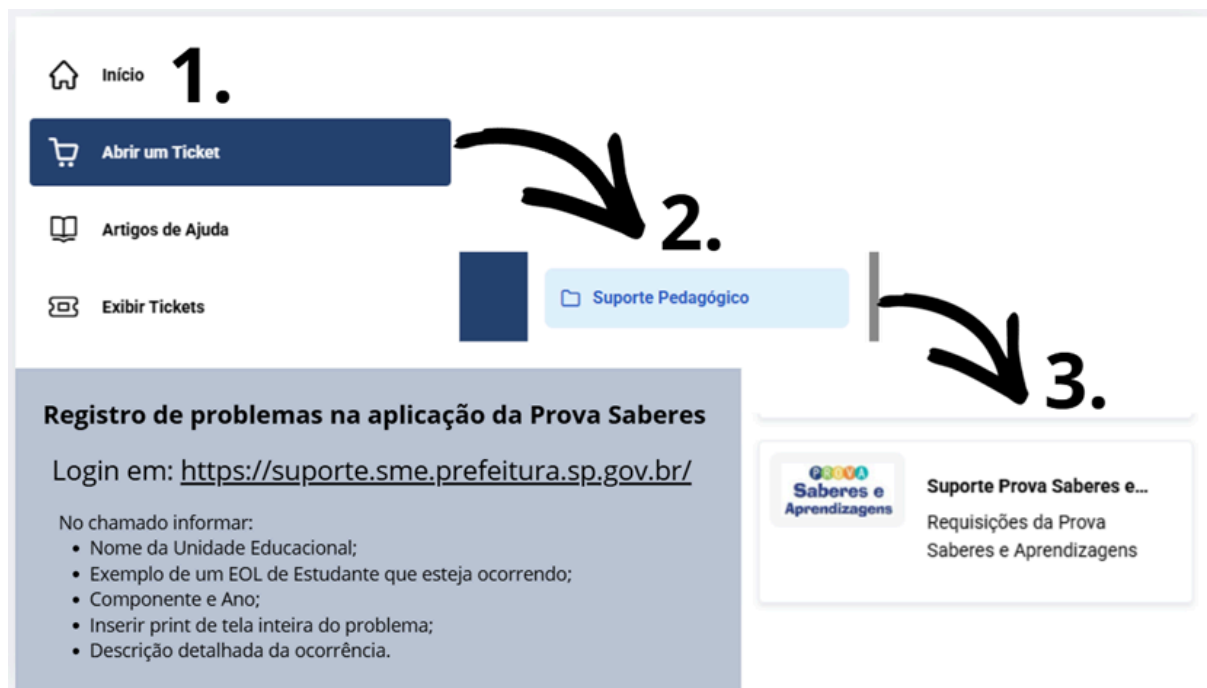 Início
1.
Abrir um Ticket
Artigos de Ajuda
Exibir Tickets
2.
Suporte Pedagógico
3.
Registro de problemas na aplicação da Prova Saberes
Login em: https://suporte.sme.prefeitura.sp.gov.br/
No chamado informar:
• Nome da Unidade Educacional;
• Exemplo de um EOL de Estudante que esteja ocorrendo;
• Componente e Ano;
• Inserir print de tela inteira do problema;
• Descrição detalhada da ocorrência.
PROVA
Saberes e
Aprendizagens
Suporte Prova Saberes e...
Requisições da Prova
Saberes e Aprendizagens